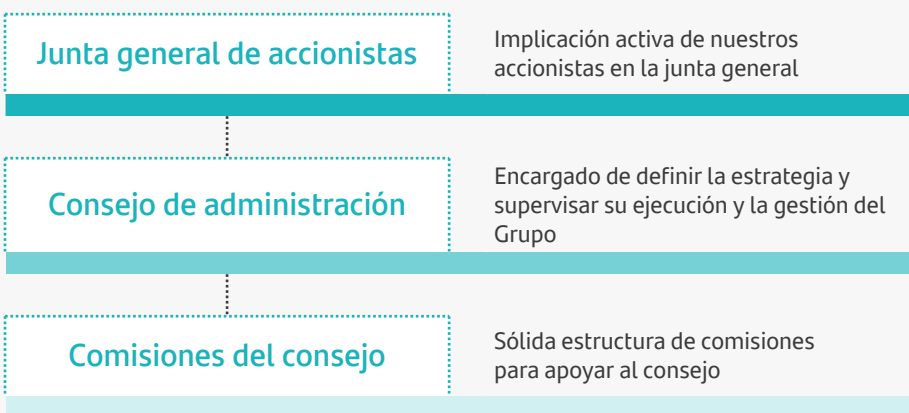 Junta general de accionistas
Implicación activa de nuestros
accionistas en la junta general
Consejo de administración
Encargado de definir la estrategia y
supervisar su ejecución y la gestión del
Grupo
Comisiones del consejo
Sólida estructura de comisiones
para apoyar al consejo